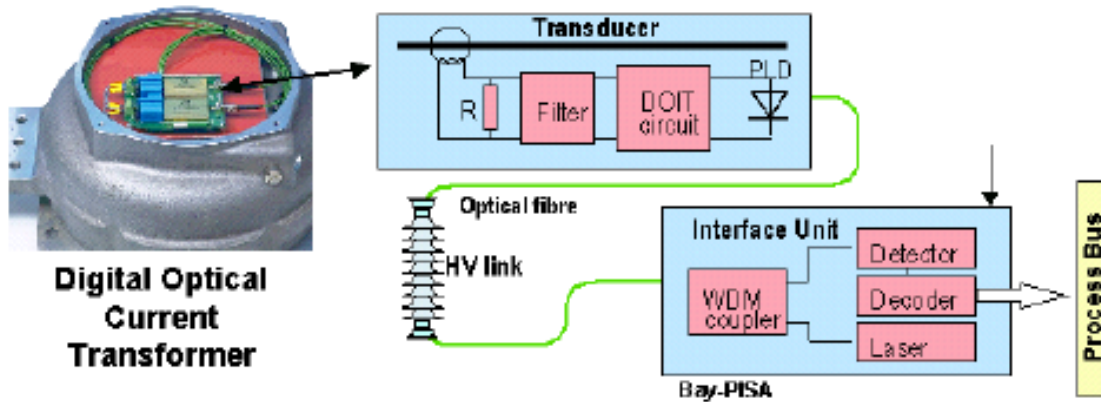 Transducer
PLD
R
Filter
DOIT
circuit
Optical fibre
HV link
Digital Optical
Current
Transformer
Interface Unit
WDM
coupler
Detector
Decoder
Laser
Bay-PISA
Process Bus